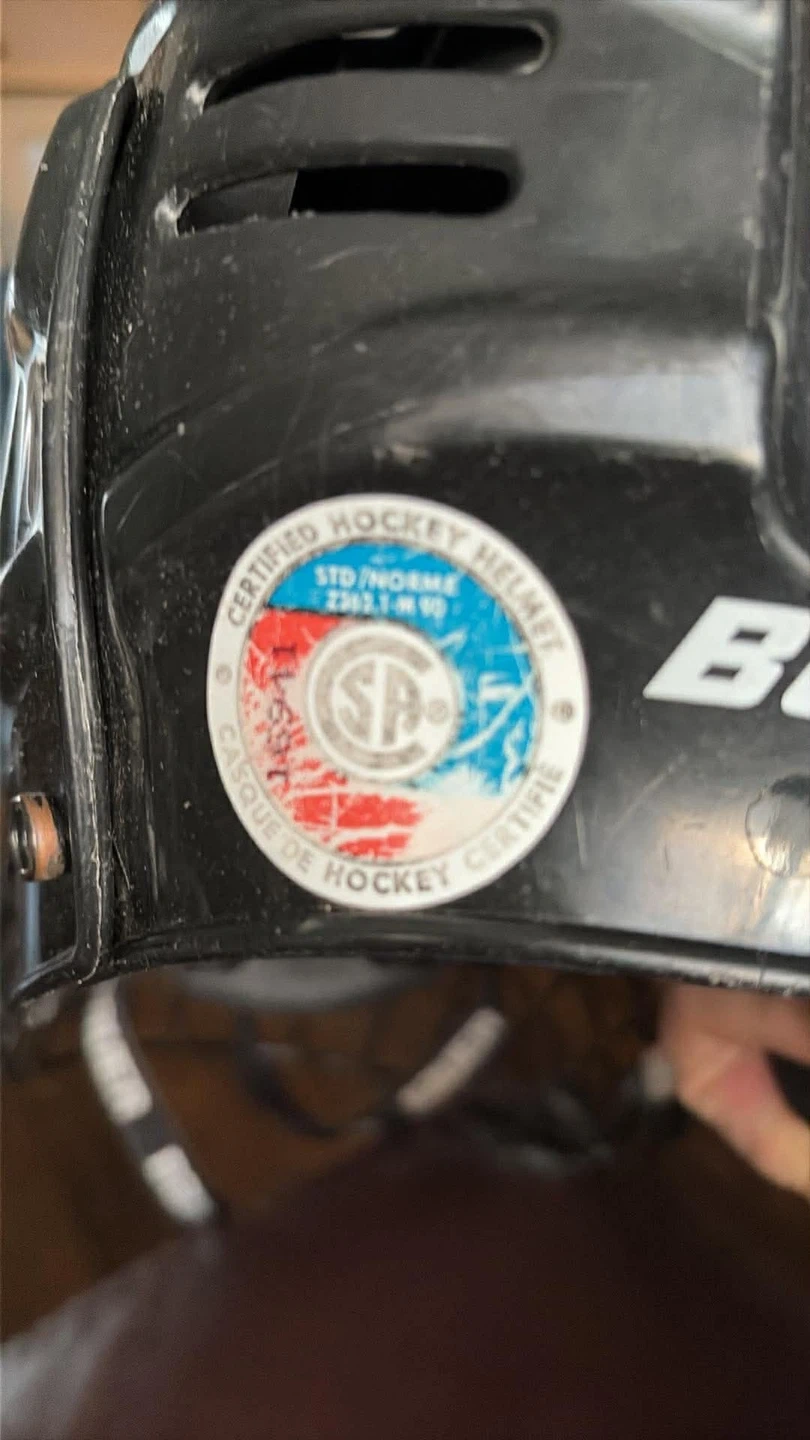 CERTIFIED HOCKEY HELMET
STD/NORME
Z262.1-M 90
CSA
CASQUE DE HOCKEY CERTIFIÉ